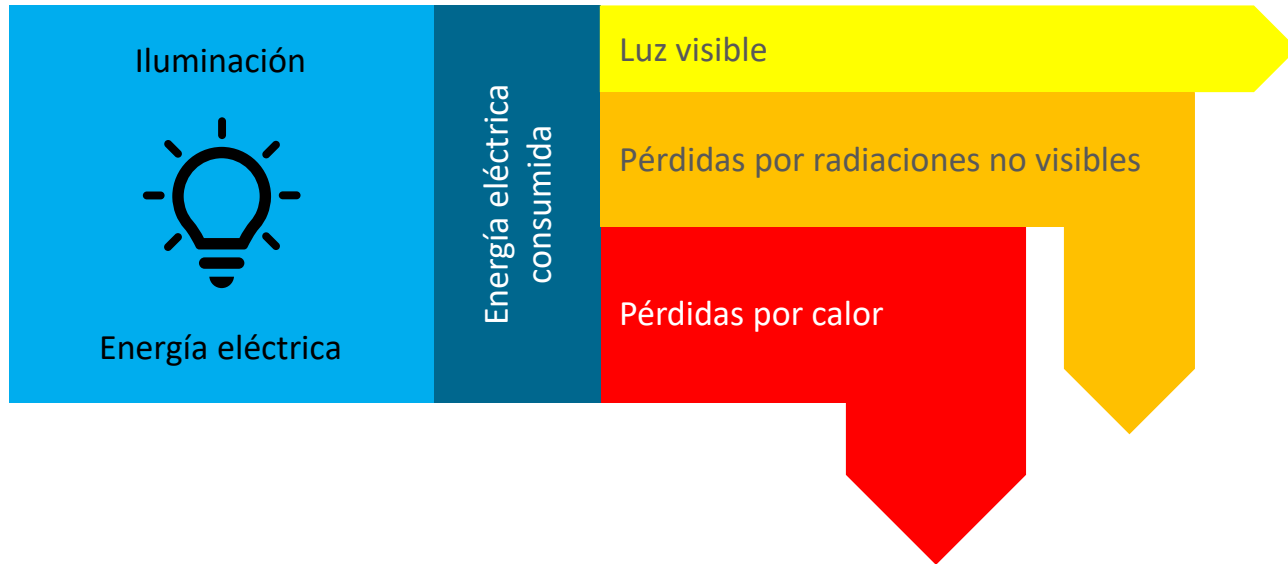 Iluminación
Energía eléctrica
Energía eléctrica
consumida
Luz visible
Pérdidas por radiaciones no visibles
Pérdidas por calor